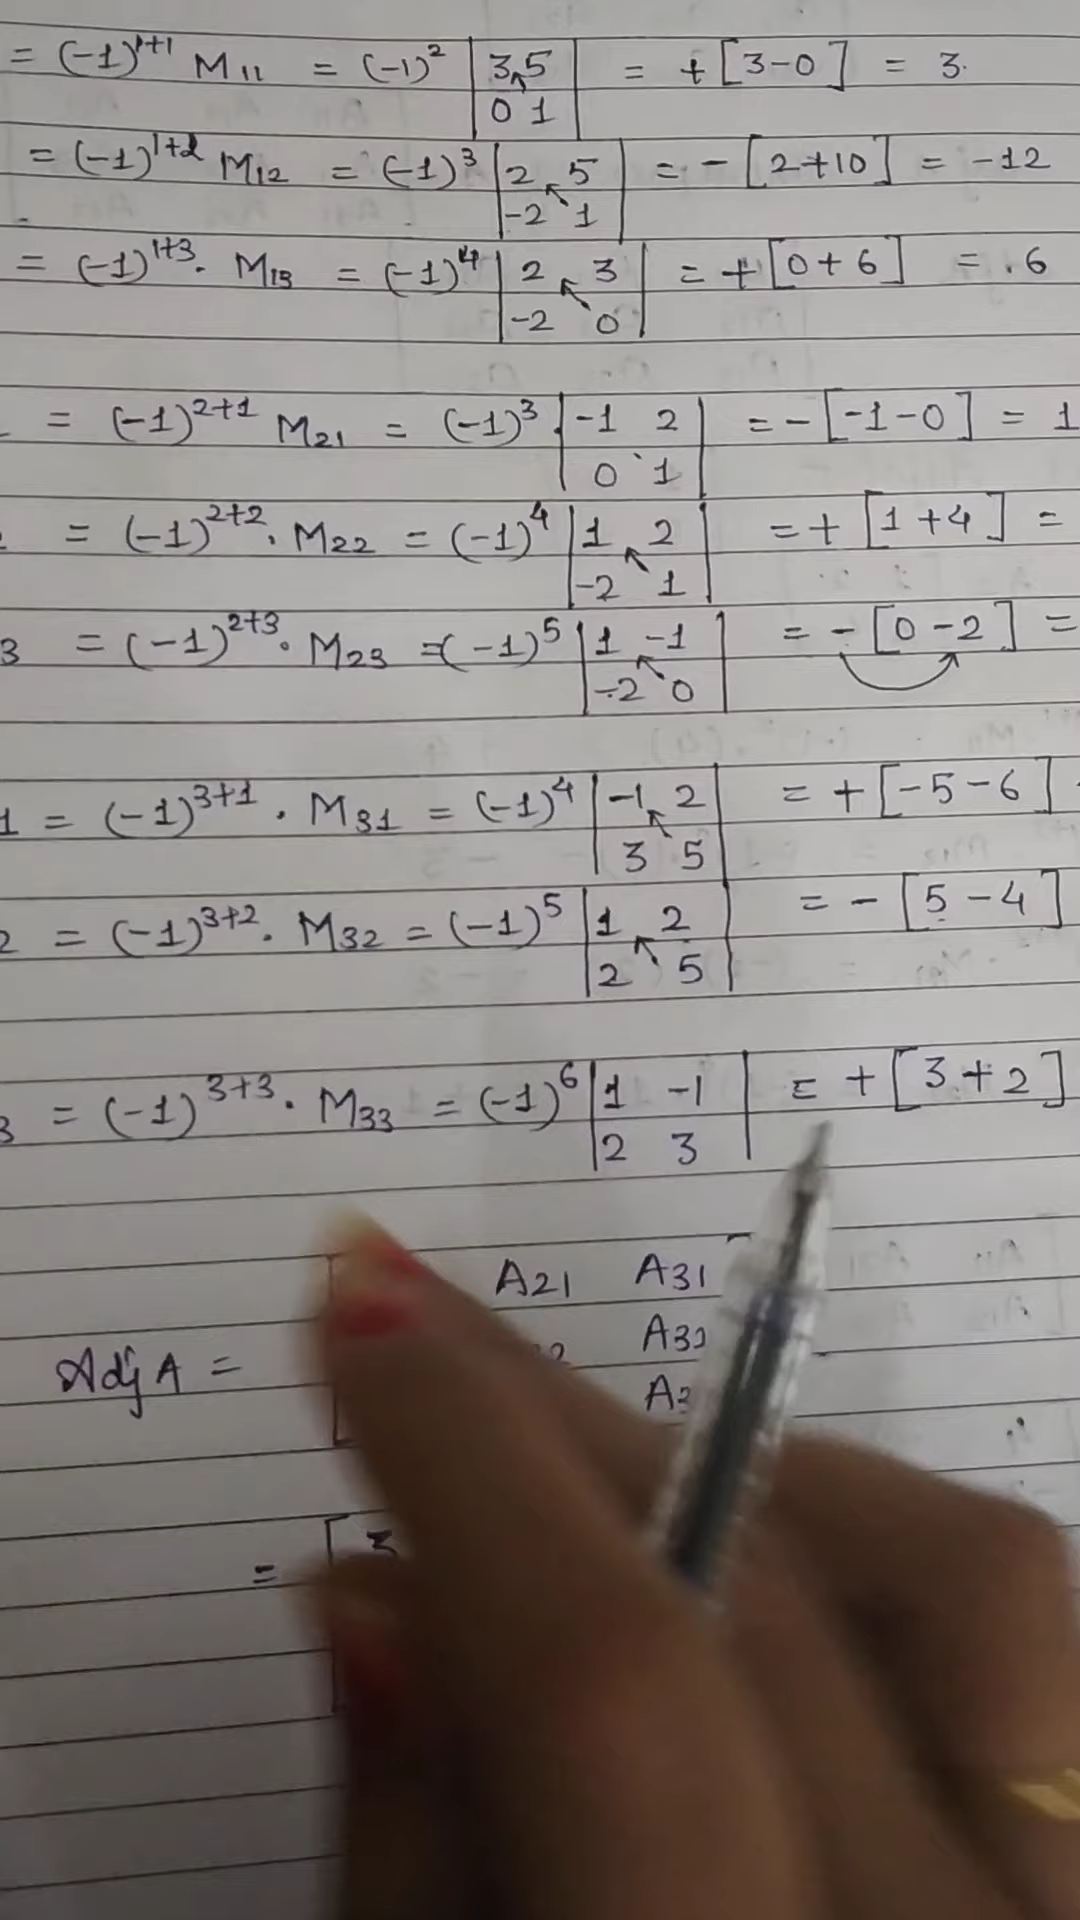 = (-1)^1+1 M11 = (-1)^2 |3 5| = +[3-0] = 3.
|0 1|
= (-1)^1+2 M12 = (-1)^3 |2 5| = -[2+10] = -12
|-2 1|
= (-1)^1+3. M13 = (-1)^4 |2 3| = +[0+6] = .6
|-2 0|
= (-1)^2+1 M21 = (-1)^3. |-1 2| = -[-1-0] = 1
|0 1|
= (-1)^2+2. M22 = (-1)^4 |1 2| = +[1+4] =
|-2 1|
3 = (-1)^2+3. M23 = (-1)^5 |1 -1| = -[0-2] =
|-2 0|
1 = (-1)^3+1. M31 = (-1)^4 |-1 2| = +[-5-6]
|3 5|
2 = (-1)^3+2. M32 = (-1)^5 |1 2| = -[5-4]
|2 5|
3 = (-1)^3+3. M33 = (-1)^6 |1 -1| = +[3+2]
|2 3|
A21 A31
Adj A =
= [3